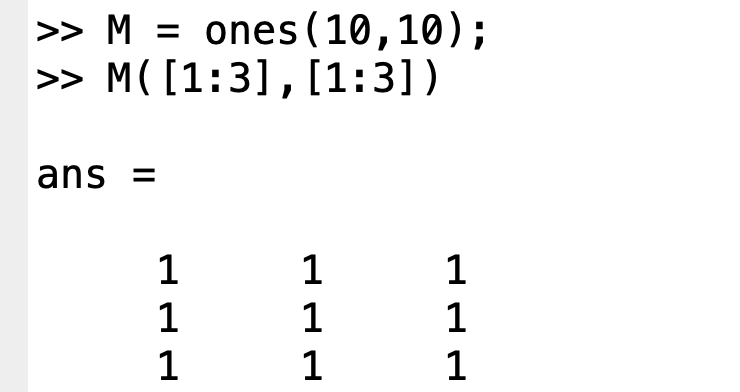 >> M = ones(10,10);
>> M([1:3],[1:3])
ans =
1 1 1
1 1 1
1 1 1